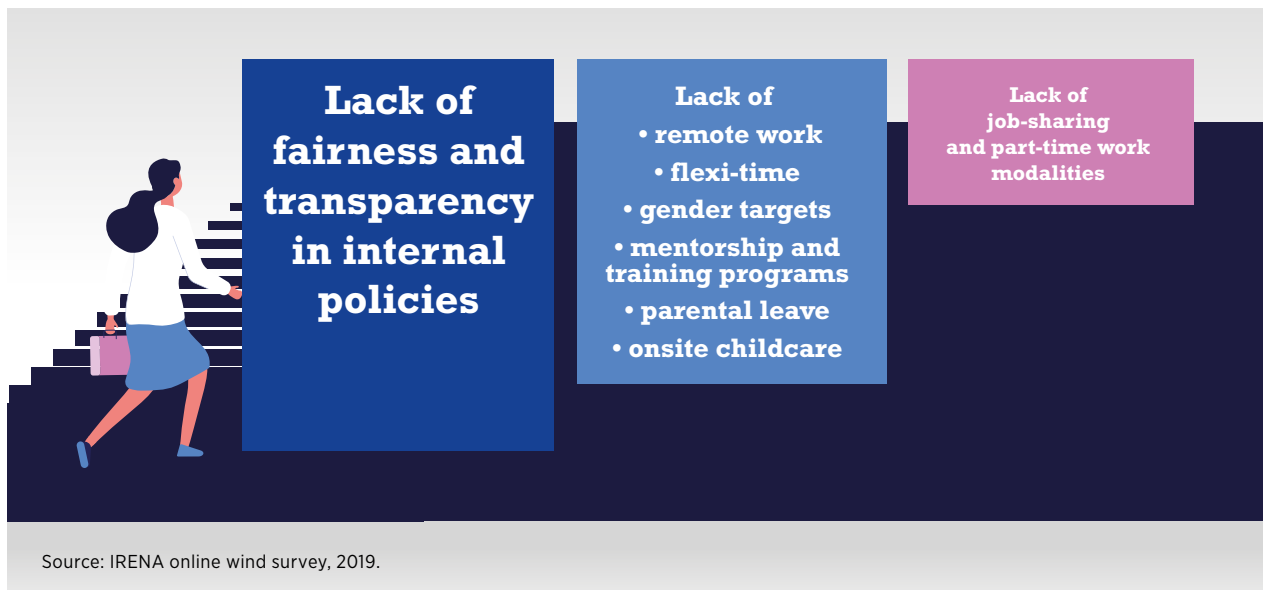 Lack of
fairness and
transparency
in internal
policies
Lack of
• remote work
• flexi-time
• gender targets
• mentorship and
training programs
• parental leave
• onsite childcare
Lack of
job-sharing
and part-time work
modalities
Source: IRENA online wind survey, 2019.